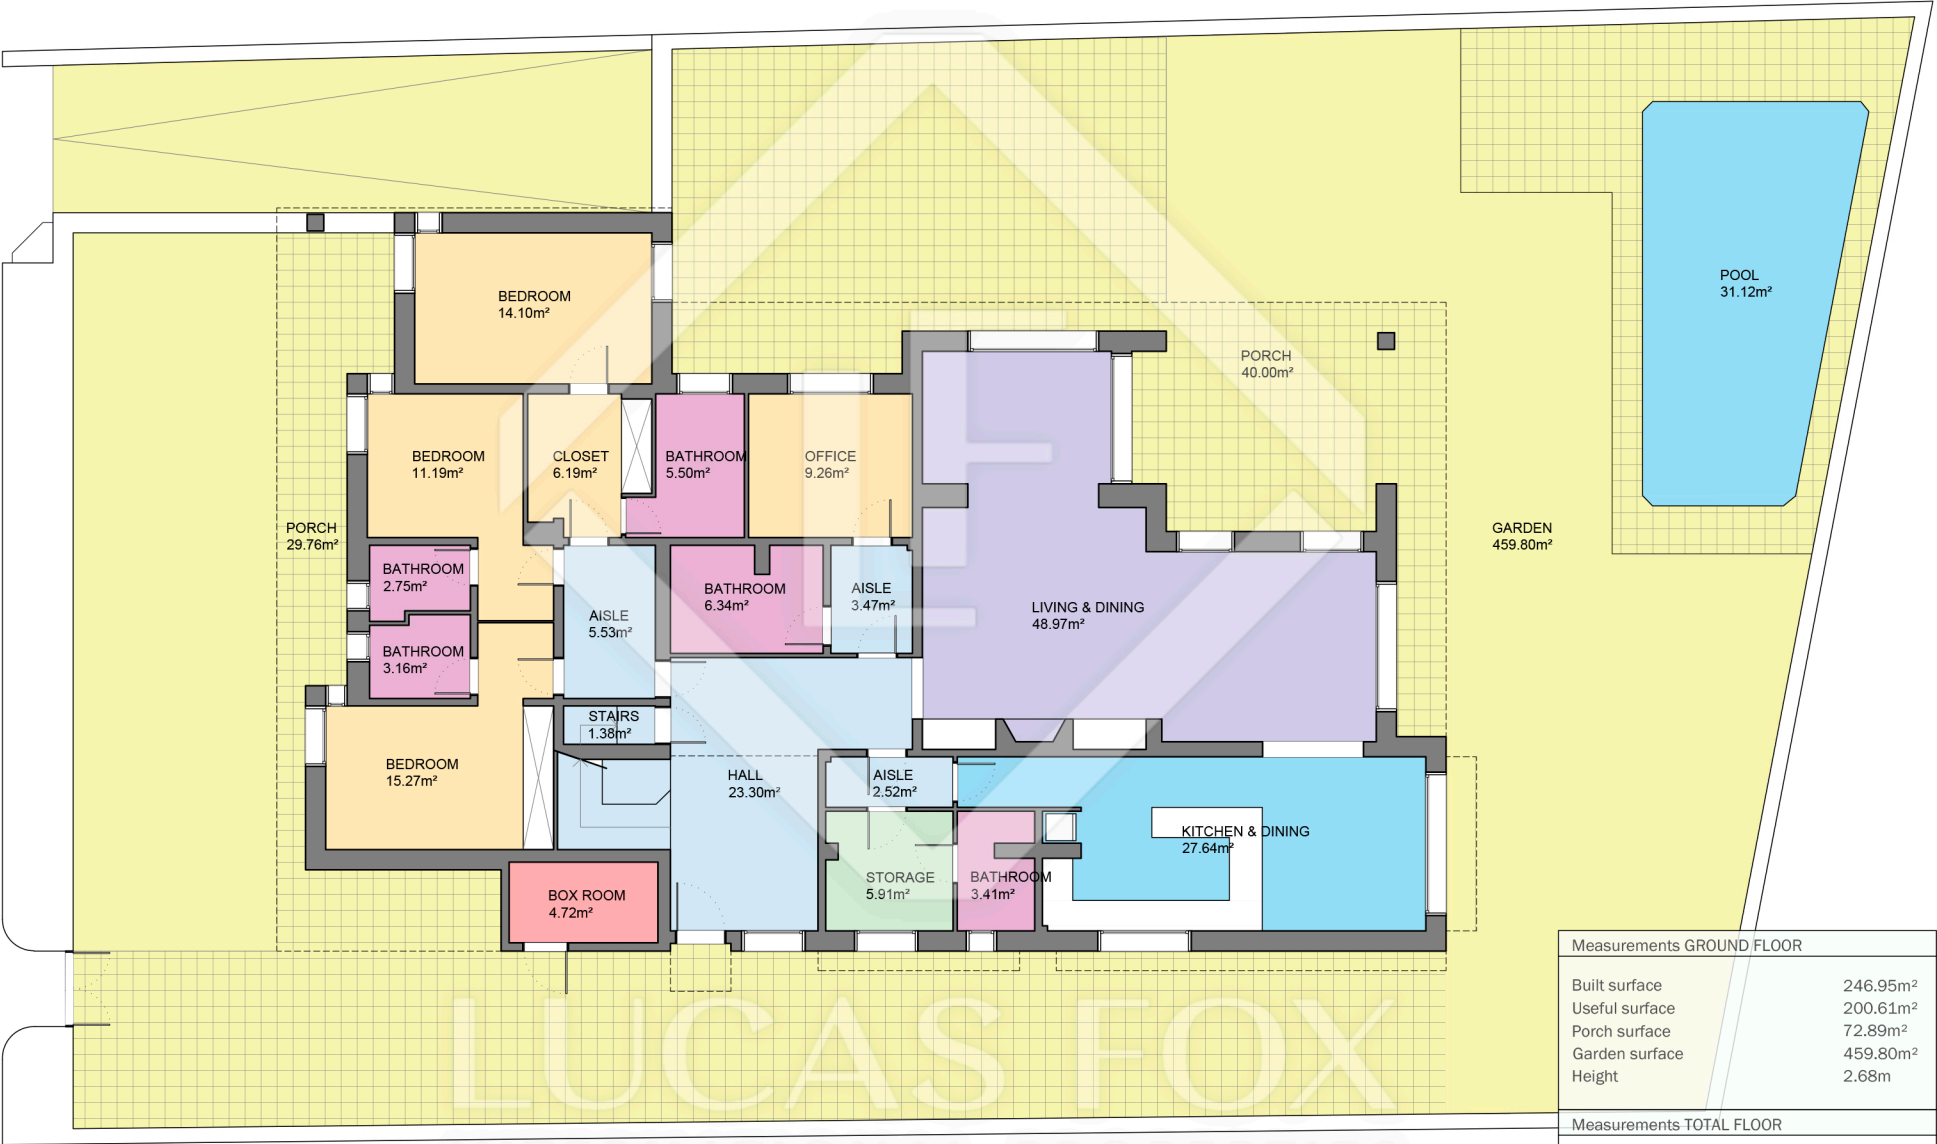 BEDROOM
14.10m²
POOL
31.12m²
PORCH
40.00m²
BEDROOM
11.19m²
CLOSET
6.19m²
BATHROOM
5.50m²
OFFICE
9.26m²
PORCH
29.76m²
GARDEN
459.80m²
BATHROOM
2.75m²
BATHROOM
6.34m²
AISLE
3.47m²
AISLE
5.53m²
LIVING & DINING
48.97m²
BATHROOM
3.16m²
STAIRS
1.38m²
BEDROOM
15.27m²
HALL
23.30m²
AISLE
2.52m²
KITCHEN & DINING
27.64m²
BOX ROOM
4.72m²
STORAGE
5.91m²
BATHROOM
3.41m²
LUCAS FOX
Measurements GROUND FLOOR
Built surface 246.95m²
Useful surface 200.61m²
Porch surface 72.89m²
Garden surface 459.80m²
Height 2.68m
Measurements TOTAL FLOOR